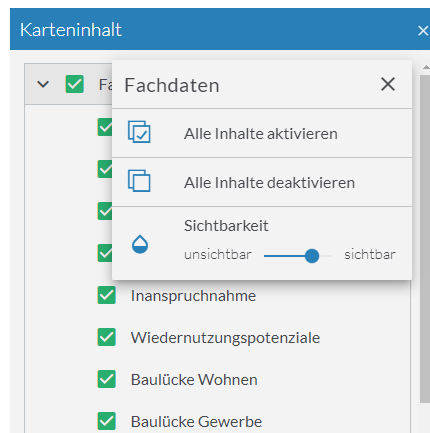 Karteninhalt
Fachdaten
Alle Inhalte aktivieren
Alle Inhalte deaktivieren
Sichtbarkeit
unsichtbar sichtbar
Inanspruchnahme
Wiedernutzungspotenziale
Baulücke Wohnen
Baulücke Gewerbe